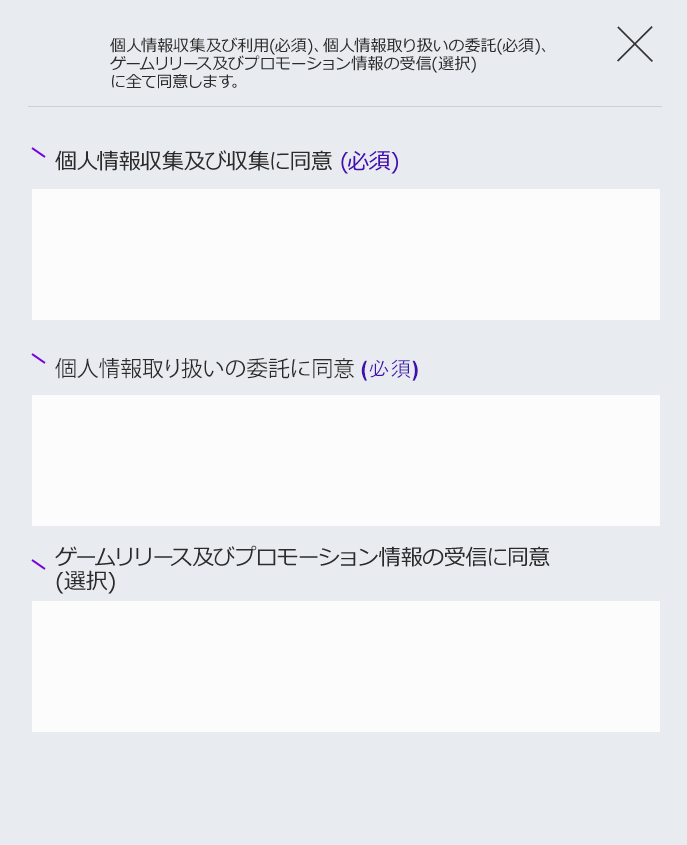 個人情報収集及び利用(必須)、個人情報取り扱いの委託(必須)、
ゲームリリース及びプロモーション情報の受信(選択)
に全て同意します。
個人情報収集及び収集に同意 (必須)
個人情報取り扱いの委託に同意 (必須)
ゲームリリース及びプロモーション情報の受信に同意
(選択)